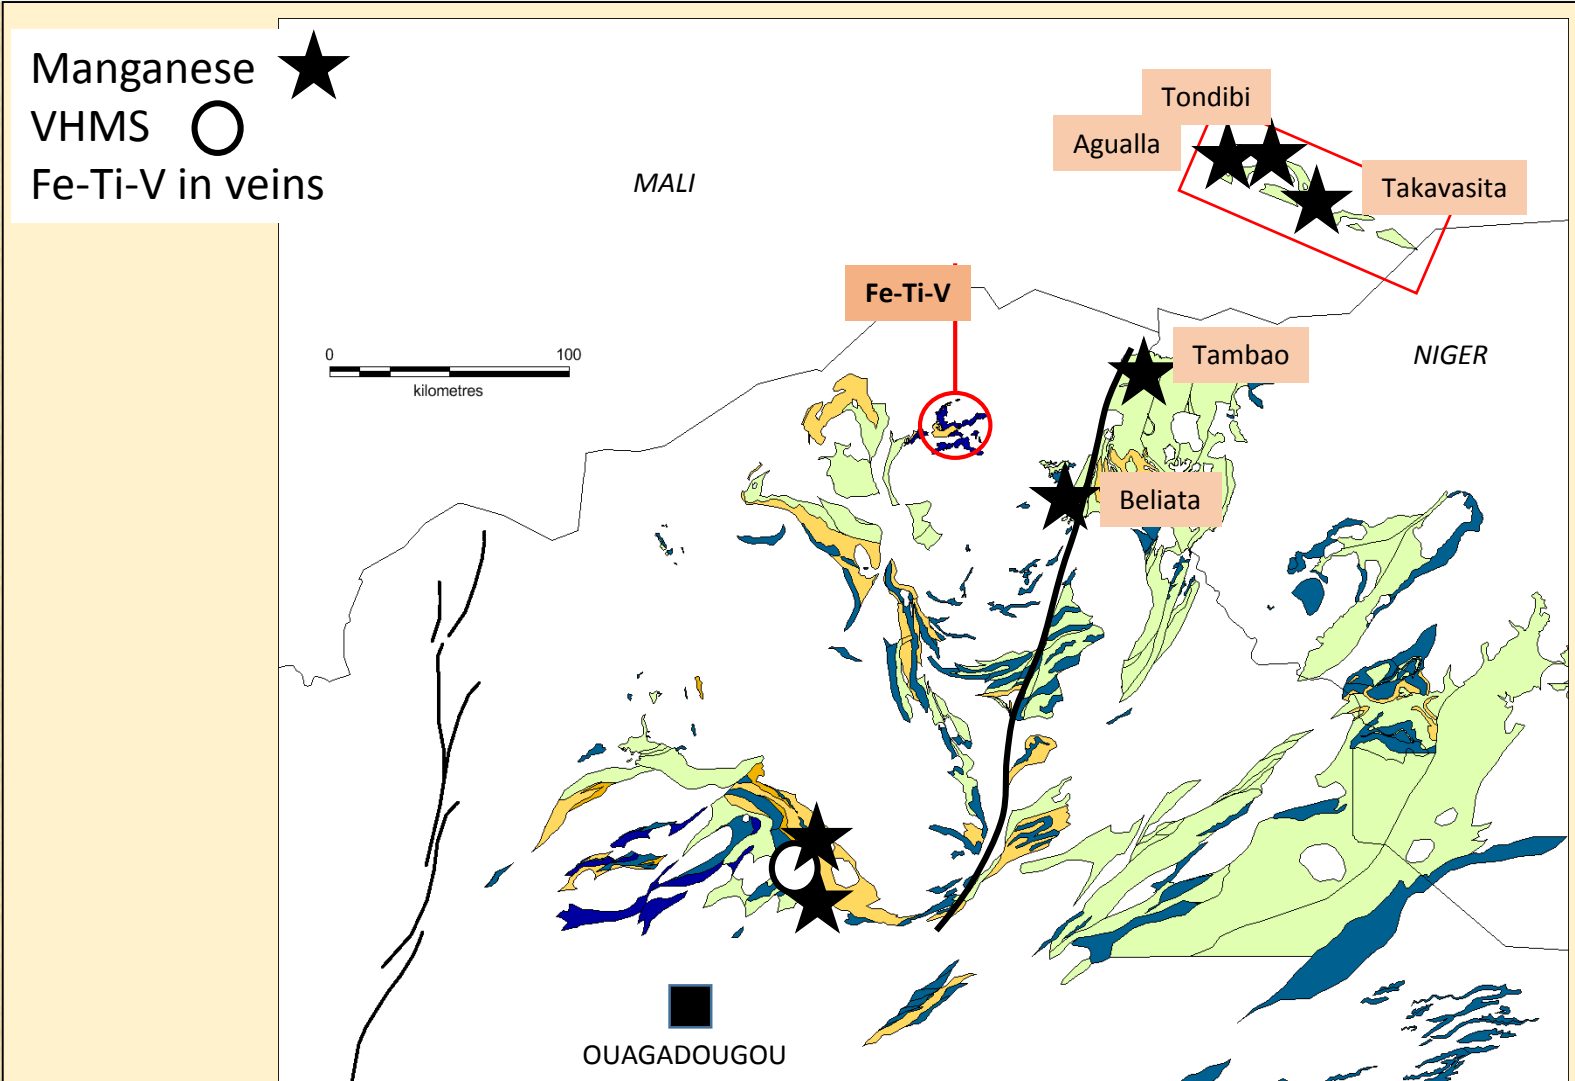 Manganese
VHMS
Fe-Ti-V in veins
Tondibi
Agualla
MALI
Takavasita
Fe-Ti-V
0 100
kilometres
Tambao
NIGER
Beliata
OUAGADOUGOU